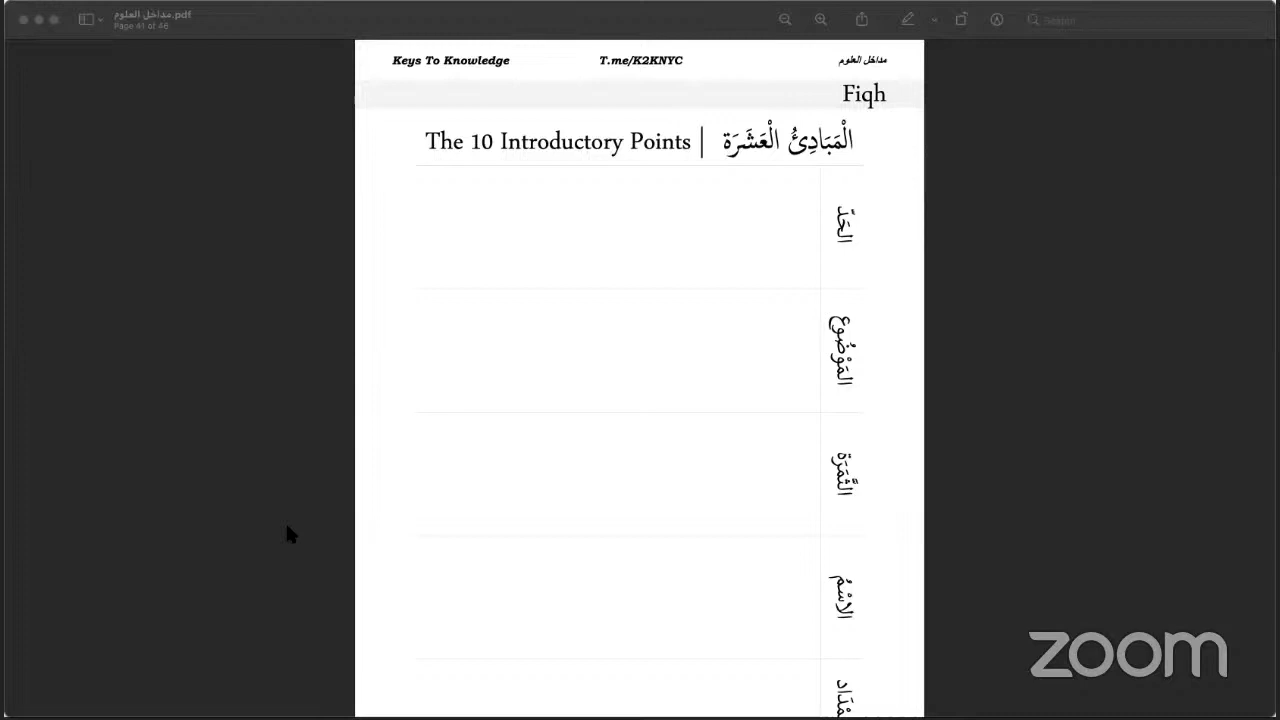 مداخل العلوم.pdf
Page 41 of 46
Search
Keys To Knowledge T.me/K2KNYC مداخل العلوم
Fiqh
The 10 Introductory Points | الْمَبَادِئُ الْعَشَرَة
الحَدّ
المَوْضُوع
الثَّمَرَة
الاسْمُ
zoom